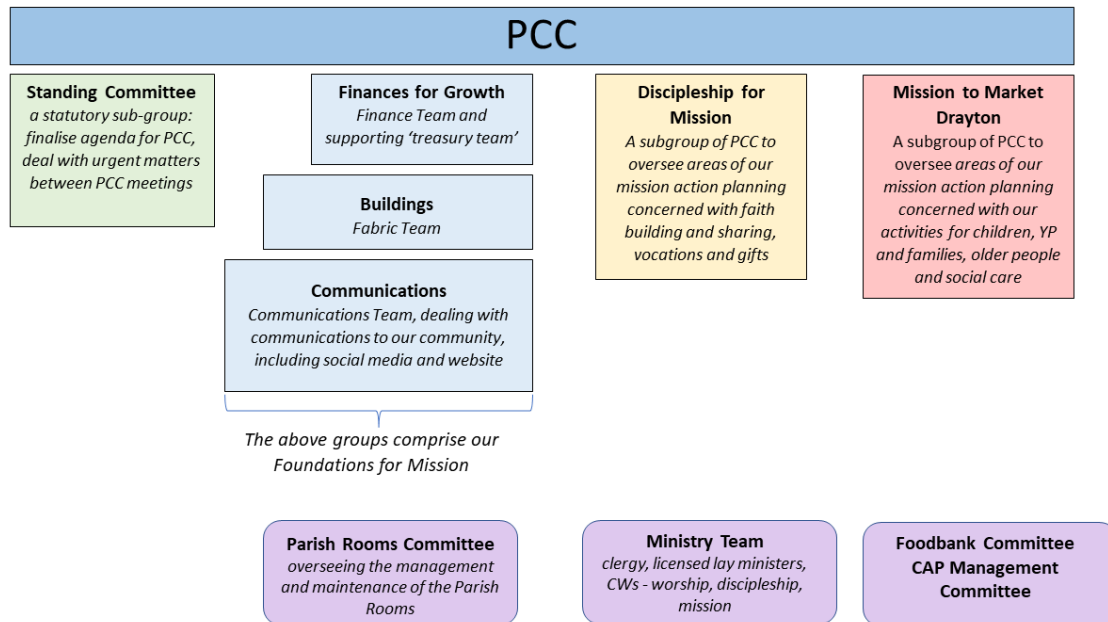 PCC
Standing Committee
a statutory sub-group:
finalise agenda for PCC,
deal with urgent matters
between PCC meetings
Finances for Growth
Finance Team and
supporting ‘treasury team’
Buildings
Fabric Team
Communications
Communications Team, dealing with
communications to our community,
including social media and website
The above groups comprise our
Foundations for Mission
Discipleship for
Mission
A subgroup of PCC to
oversee areas of our
mission action planning
concerned with faith
building and sharing,
vocations and gifts
Mission to Market
Drayton
A subgroup of PCC to
oversee areas of our
mission action planning
concerned with our
activities for children, YP
and families, older people
and social care
Parish Rooms Committee
overseeing the management
and maintenance of the Parish
Rooms
Ministry Team
clergy, licensed lay ministers,
CWs - worship, discipleship,
mission
Foodbank Committee
CAP Management
Committee